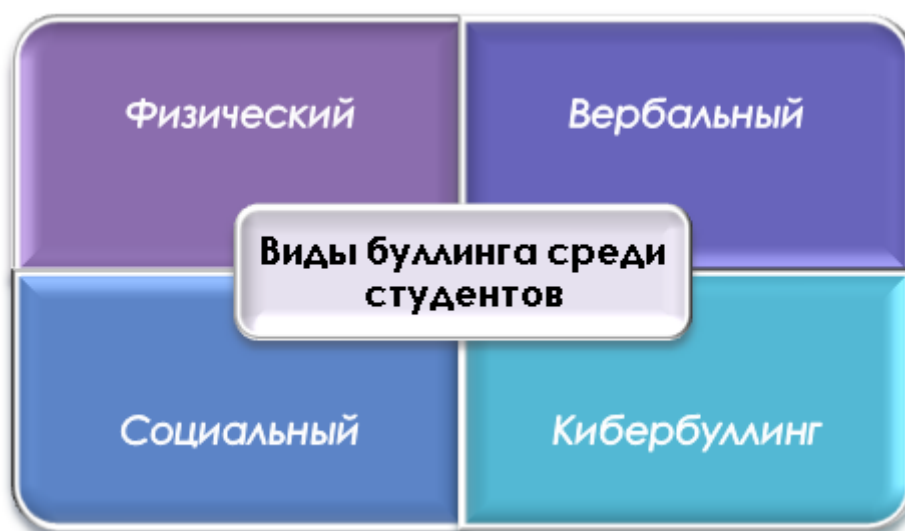 Физический
Вербальный
Виды буллинга среди
студентов
Социальный
Кибербуллинг